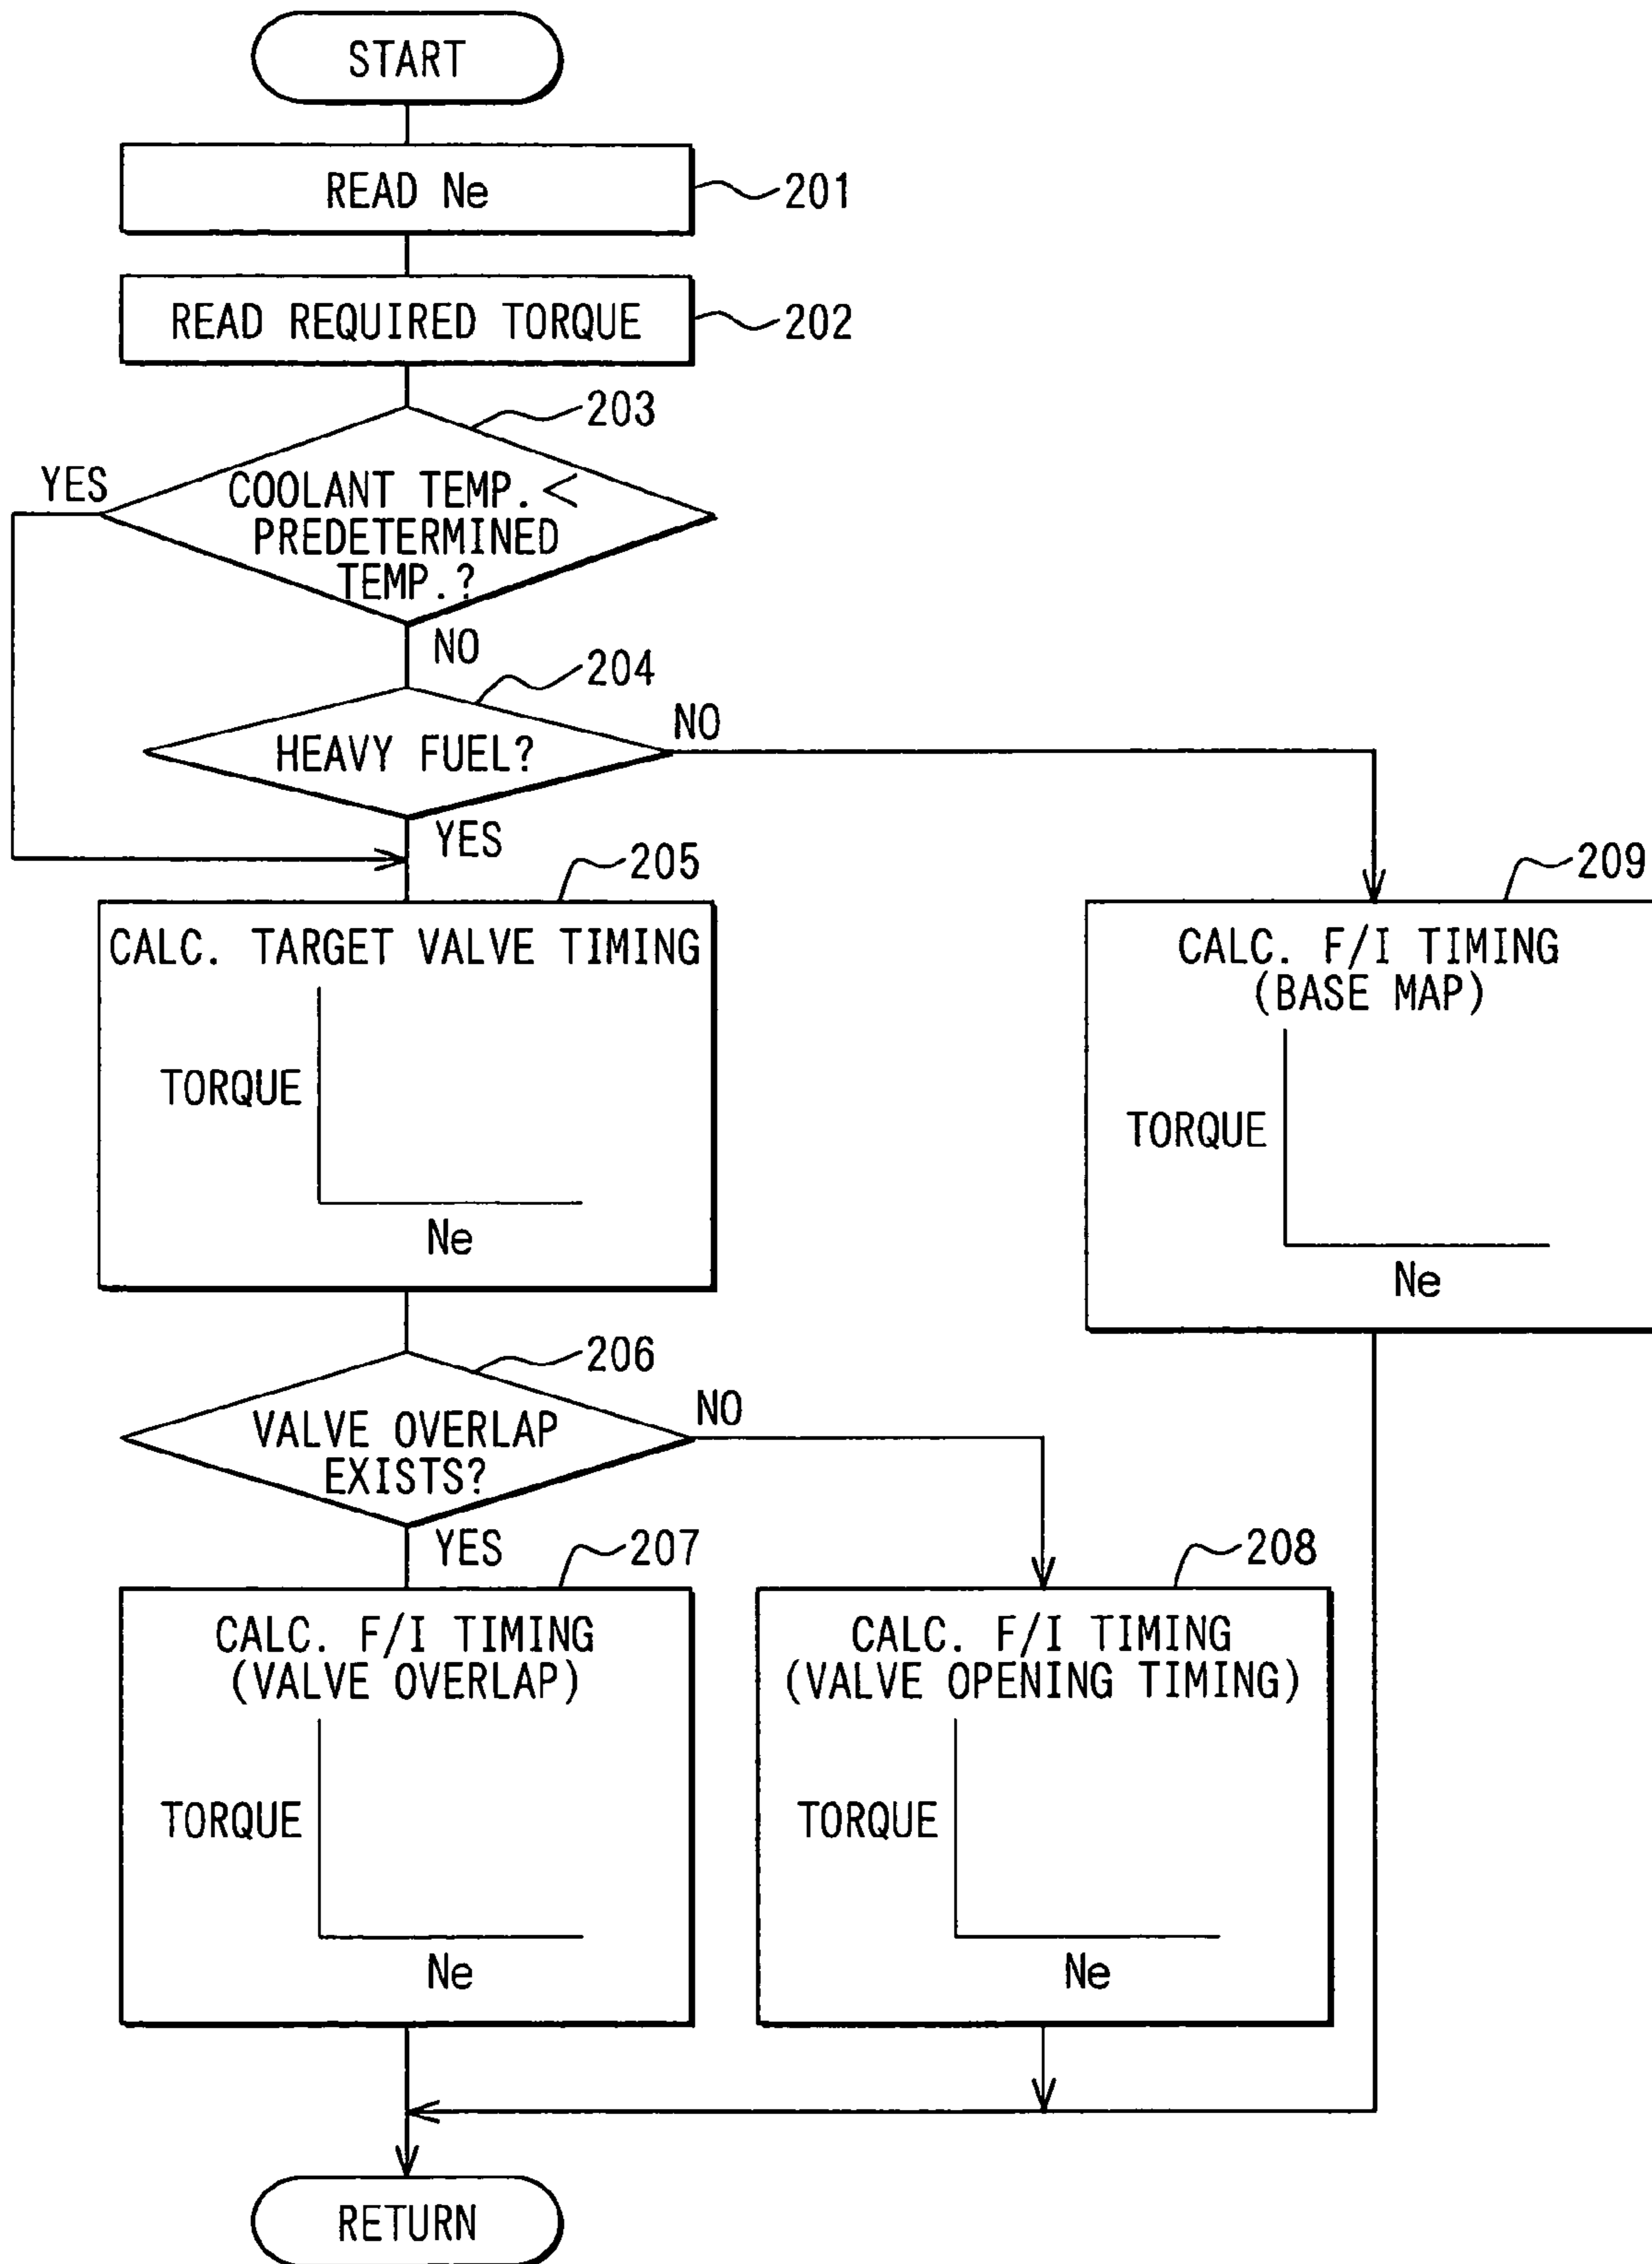 START
READ Ne
201
READ REQUIRED TORQUE
202
203
YES
COOLANT TEMP. <
PREDETERMINED
TEMP.?
NO
204
HEAVY FUEL?
NO
YES
205
CALC. TARGET VALVE TIMING
TORQUE
Ne
209
CALC. F/I TIMING
(BASE MAP)
TORQUE
Ne
206
VALVE OVERLAP
EXISTS?
NO
YES
207
CALC. F/I TIMING
(VALVE OVERLAP)
TORQUE
Ne
208
CALC. F/I TIMING
(VALVE OPENING TIMING)
TORQUE
Ne
RETURN